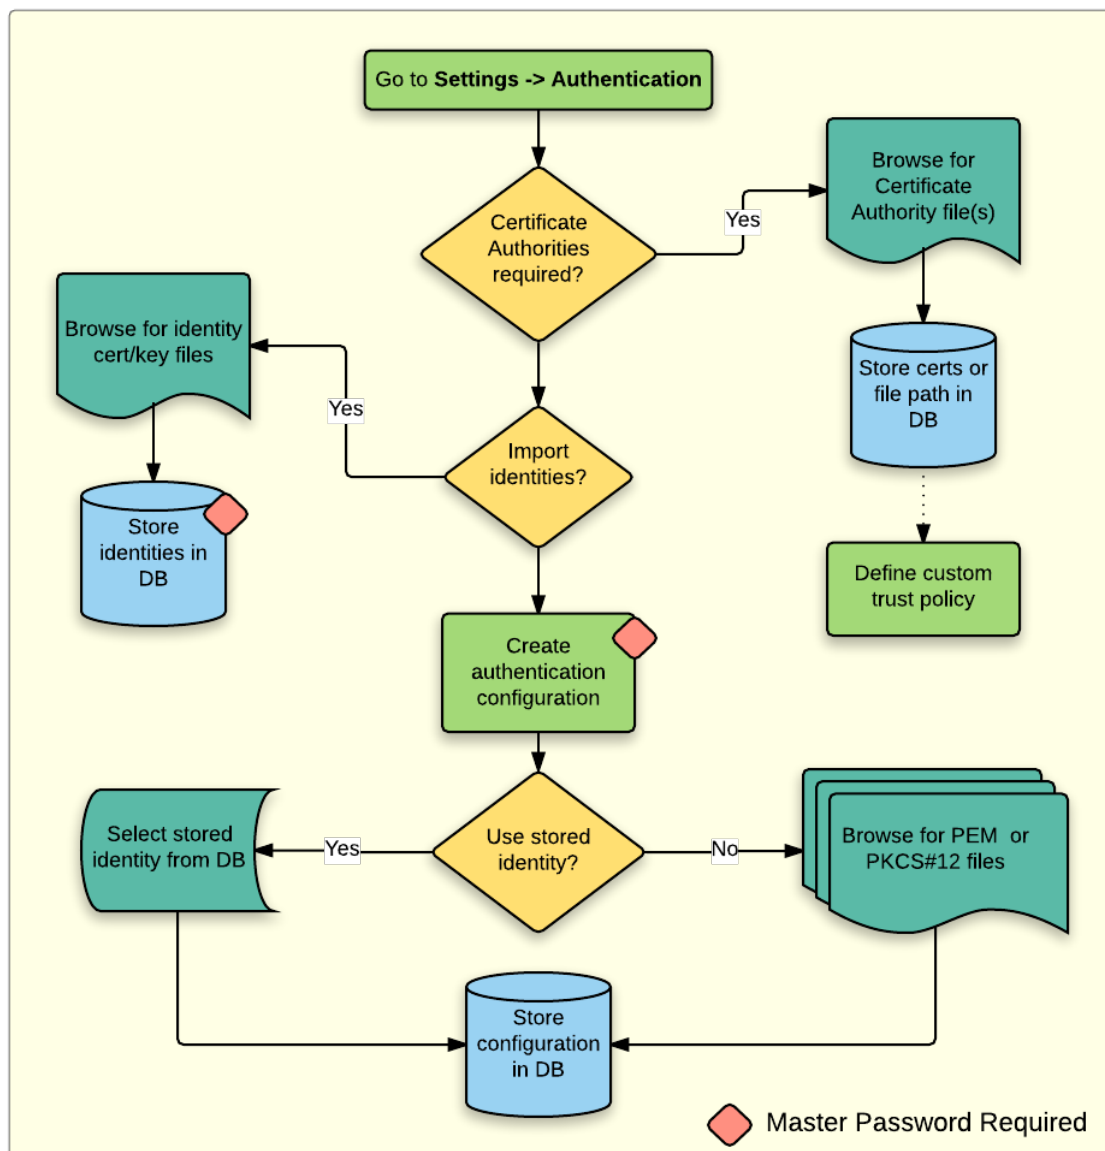 Go to Settings -> Authentication
Certificate
Authorities
required?
Yes
Browse for
Certificate
Authority file(s)
Store certs or
file path in
DB
Define custom
trust policy
Import
identities?
Yes
Browse for identity
cert/key files
Store
identities in
DB
Create
authentication
configuration
Use stored
identity?
Yes
Select stored
identity from DB
No
Browse for PEM or
PKCS#12 files
Store
configuration
in DB
Master Password Required